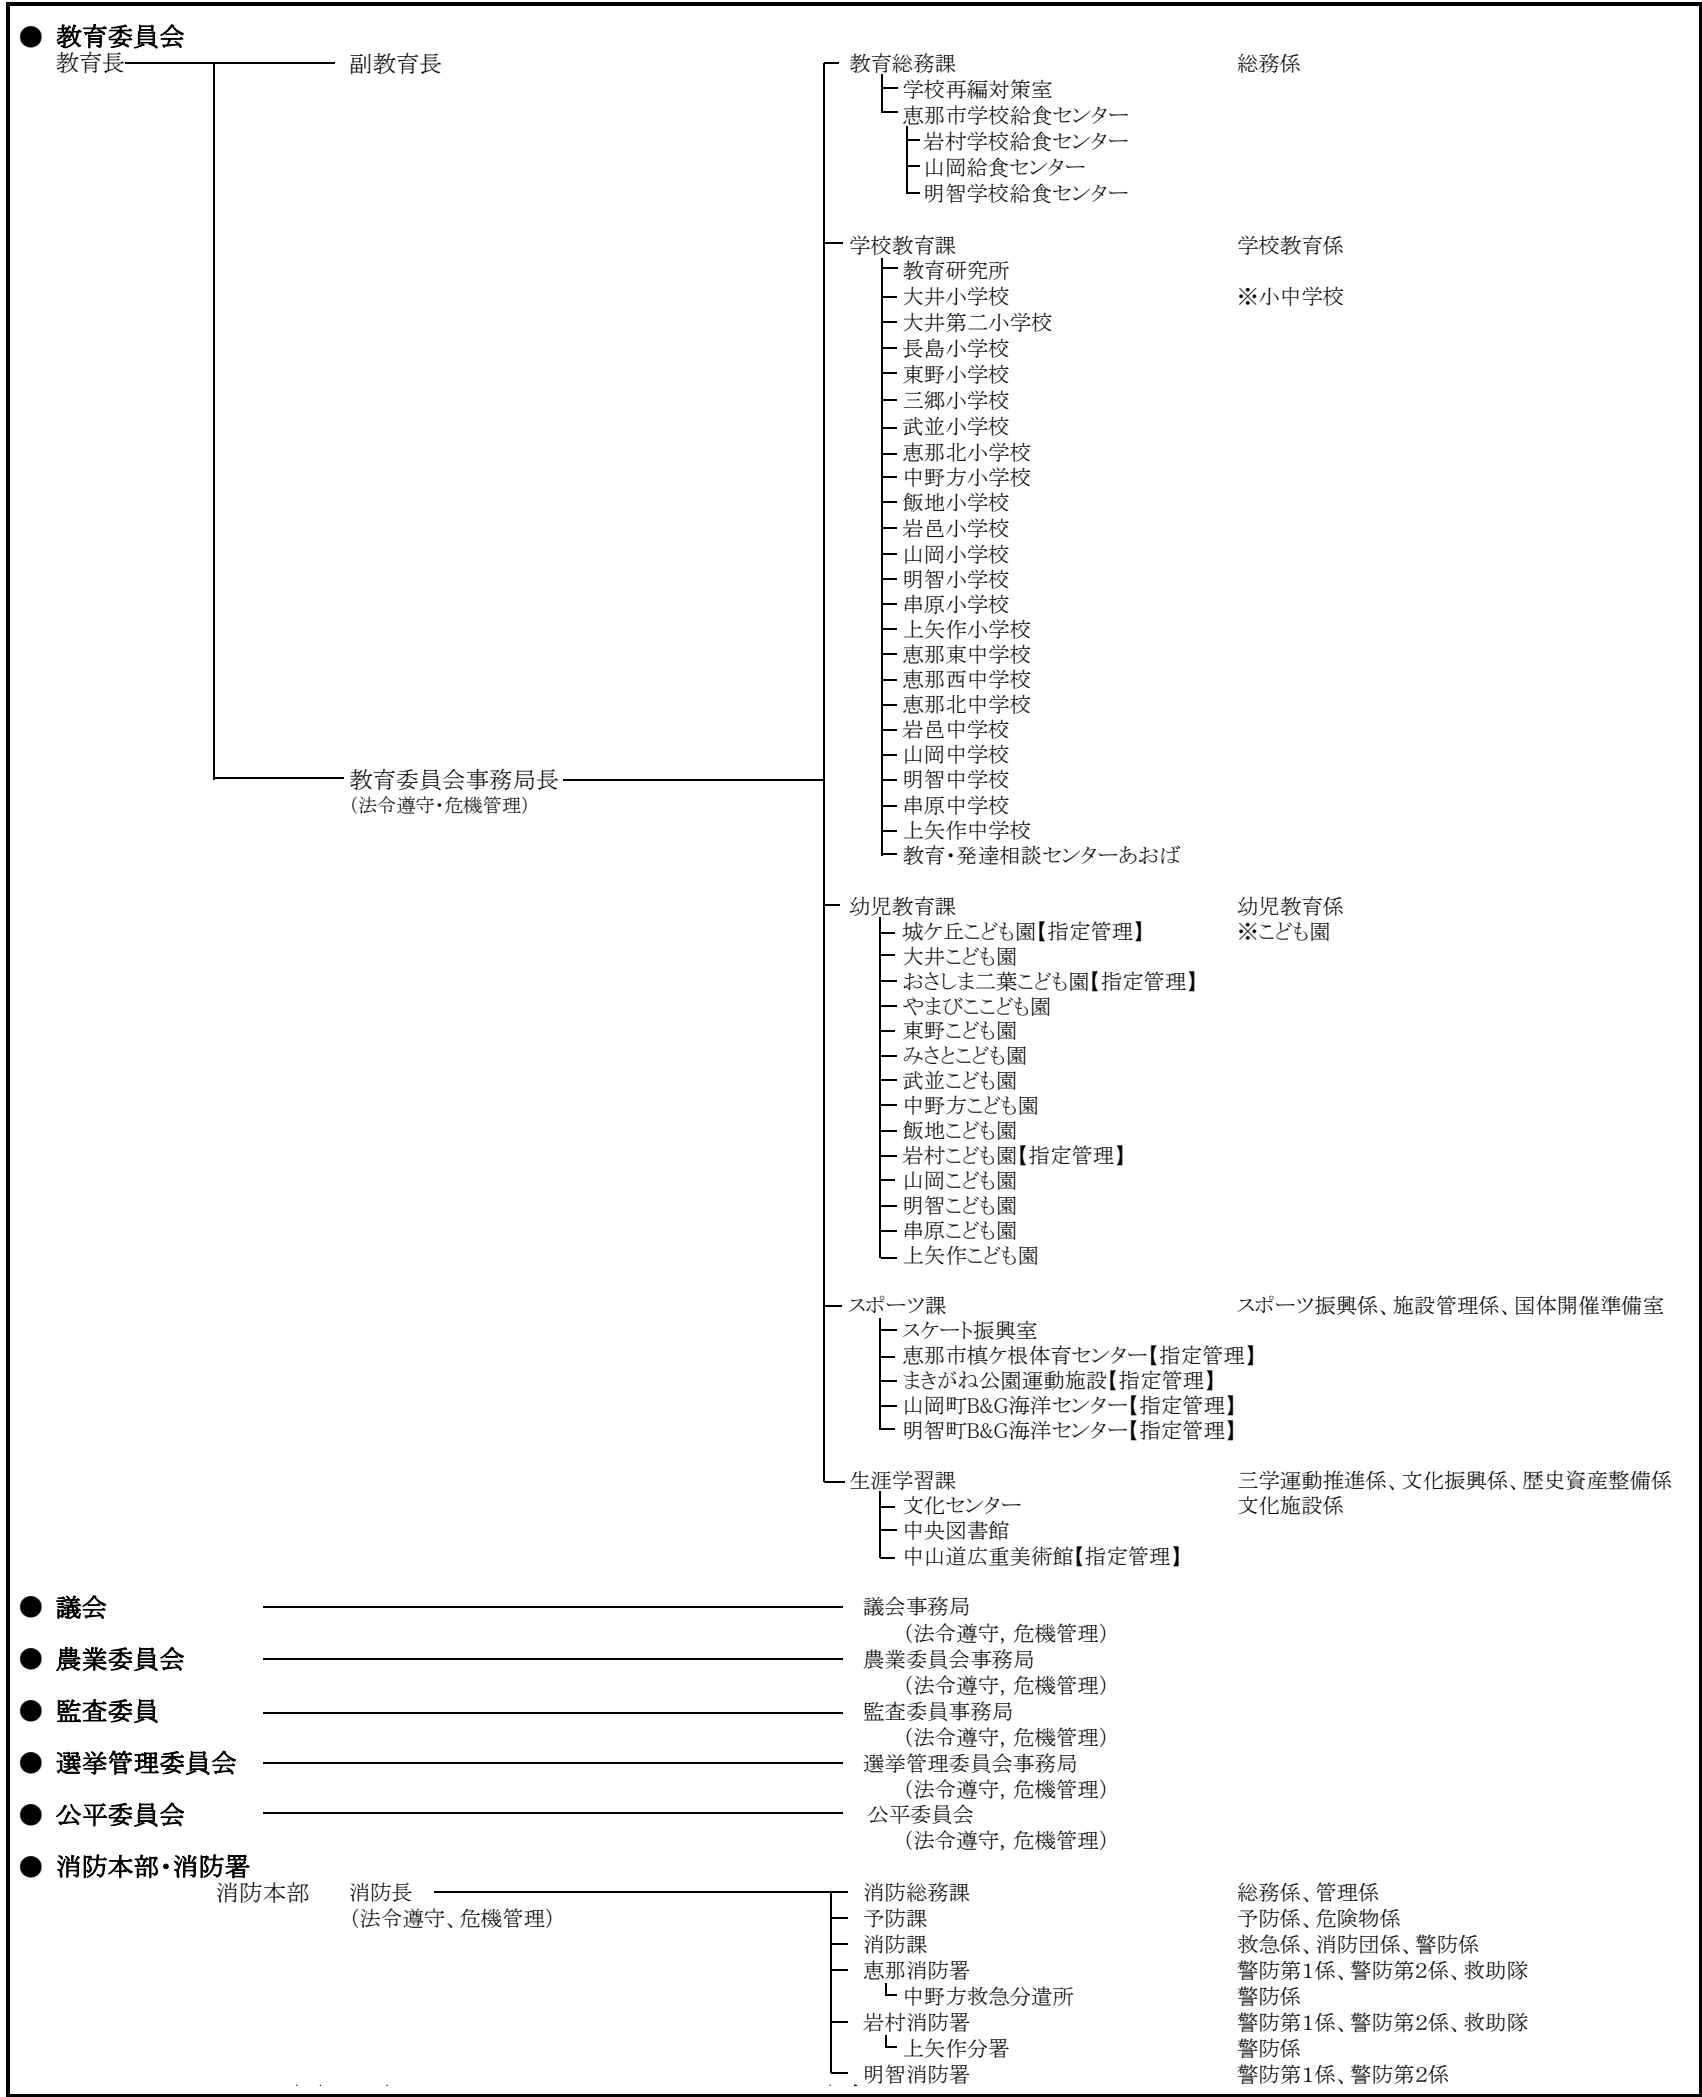 ● 教育委員会
教育長 副教育長 教育総務課 総務係
学校再編対策室
恵那市学校給食センター
岩村学校給食センター
山岡給食センター
明智学校給食センター
学校教育課 学校教育係
教育研究所
大井小学校 ※小中学校
大井第二小学校
長島小学校
東野小学校
三郷小学校
武並小学校
恵那北小学校
中野方小学校
飯地小学校
岩邑小学校
山岡小学校
明智小学校
串原小学校
上矢作小学校
恵那東中学校
恵那西中学校
恵那北中学校
岩邑中学校
山岡中学校
教育委員会事務局長 明智中学校
（法令遵守・危機管理） 串原中学校
上矢作中学校
教育・発達相談センターあおば
幼児教育課 幼児教育係
城ケ丘こども園【指定管理】 ※こども園
大井こども園
おさしま二葉こども園【指定管理】
やまびここども園
東野こども園
みさとこども園
武並こども園
中野方こども園
飯地こども園
岩村こども園【指定管理】
山岡こども園
明智こども園
串原こども園
上矢作こども園
スポーツ課 スポーツ振興係、施設管理係、国体開催準備室
スケート振興室
恵那市槙ケ根体育センター【指定管理】
まきがね公園運動施設【指定管理】
山岡町B&G海洋センター【指定管理】
明智町B&G海洋センター【指定管理】
生涯学習課 三学運動推進係、文化振興係、歴史資産整備係
文化センター 文化施設係
中央図書館
中山道広重美術館【指定管理】
● 議会 議会事務局
（法令遵守，危機管理）
● 農業委員会 農業委員会事務局
（法令遵守，危機管理）
● 監査委員 監査委員事務局
（法令遵守，危機管理）
● 選挙管理委員会 選挙管理委員会事務局
（法令遵守，危機管理）
● 公平委員会 公平委員会
（法令遵守，危機管理）
● 消防本部・消防署
消防本部 消防長 消防総務課 総務係、管理係
（法令遵守、危機管理） 予防課 予防係、危険物係
消防課 救急係、消防団係、警防係
恵那消防署 警防第1係、警防第2係、救助隊
中野方救急分遣所 警防係
岩村消防署 警防第1係、警防第2係、救助隊
上矢作分署 警防係
明智消防署 警防第1係、警防第2係